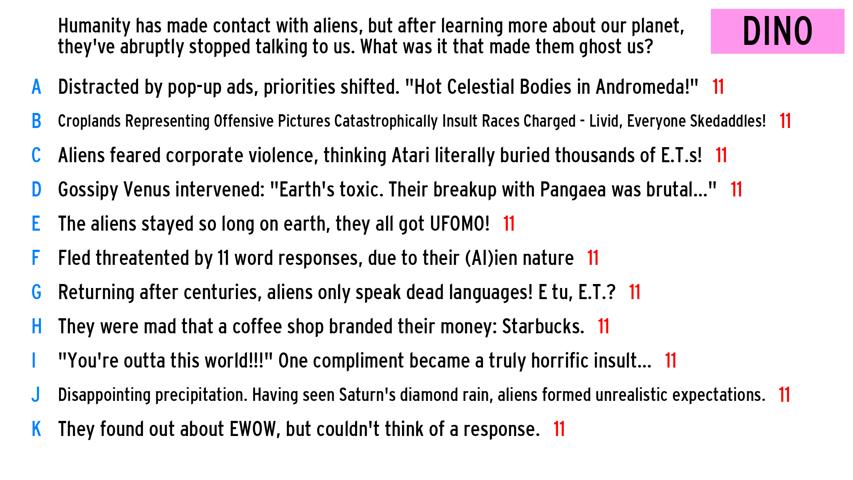 Humanity has made contact with aliens, but after learning more about our planet,
they've abruptly stopped talking to us. What was it that made them ghost us?
DINO
A Distracted by pop-up ads, priorities shifted. "Hot Celestial Bodies in Andromeda!" 11
B Croplands Representing Offensive Pictures Catastrophically Insult Races Charged - Livid, Everyone Skedaddles! 11
C Aliens feared corporate violence, thinking Atari literally buried thousands of E.T.s! 11
D Gossipy Venus intervened: "Earth's toxic. Their breakup with Pangaea was brutal..." 11
E The aliens stayed so long on earth, they all got UFOMO! 11
F Fled threatented by 11 word responses, due to their (AI)ien nature 11
G Returning after centuries, aliens only speak dead languages! E tu, E.T.? 11
H They were mad that a coffee shop branded their money: Starbucks. 11
I "You're outta this world!!!" One compliment became a truly horrific insult... 11
J Disappointing precipitation. Having seen Saturn's diamond rain, aliens formed unrealistic expectations. 11
K They found out about EWOW, but couldn't think of a response. 11